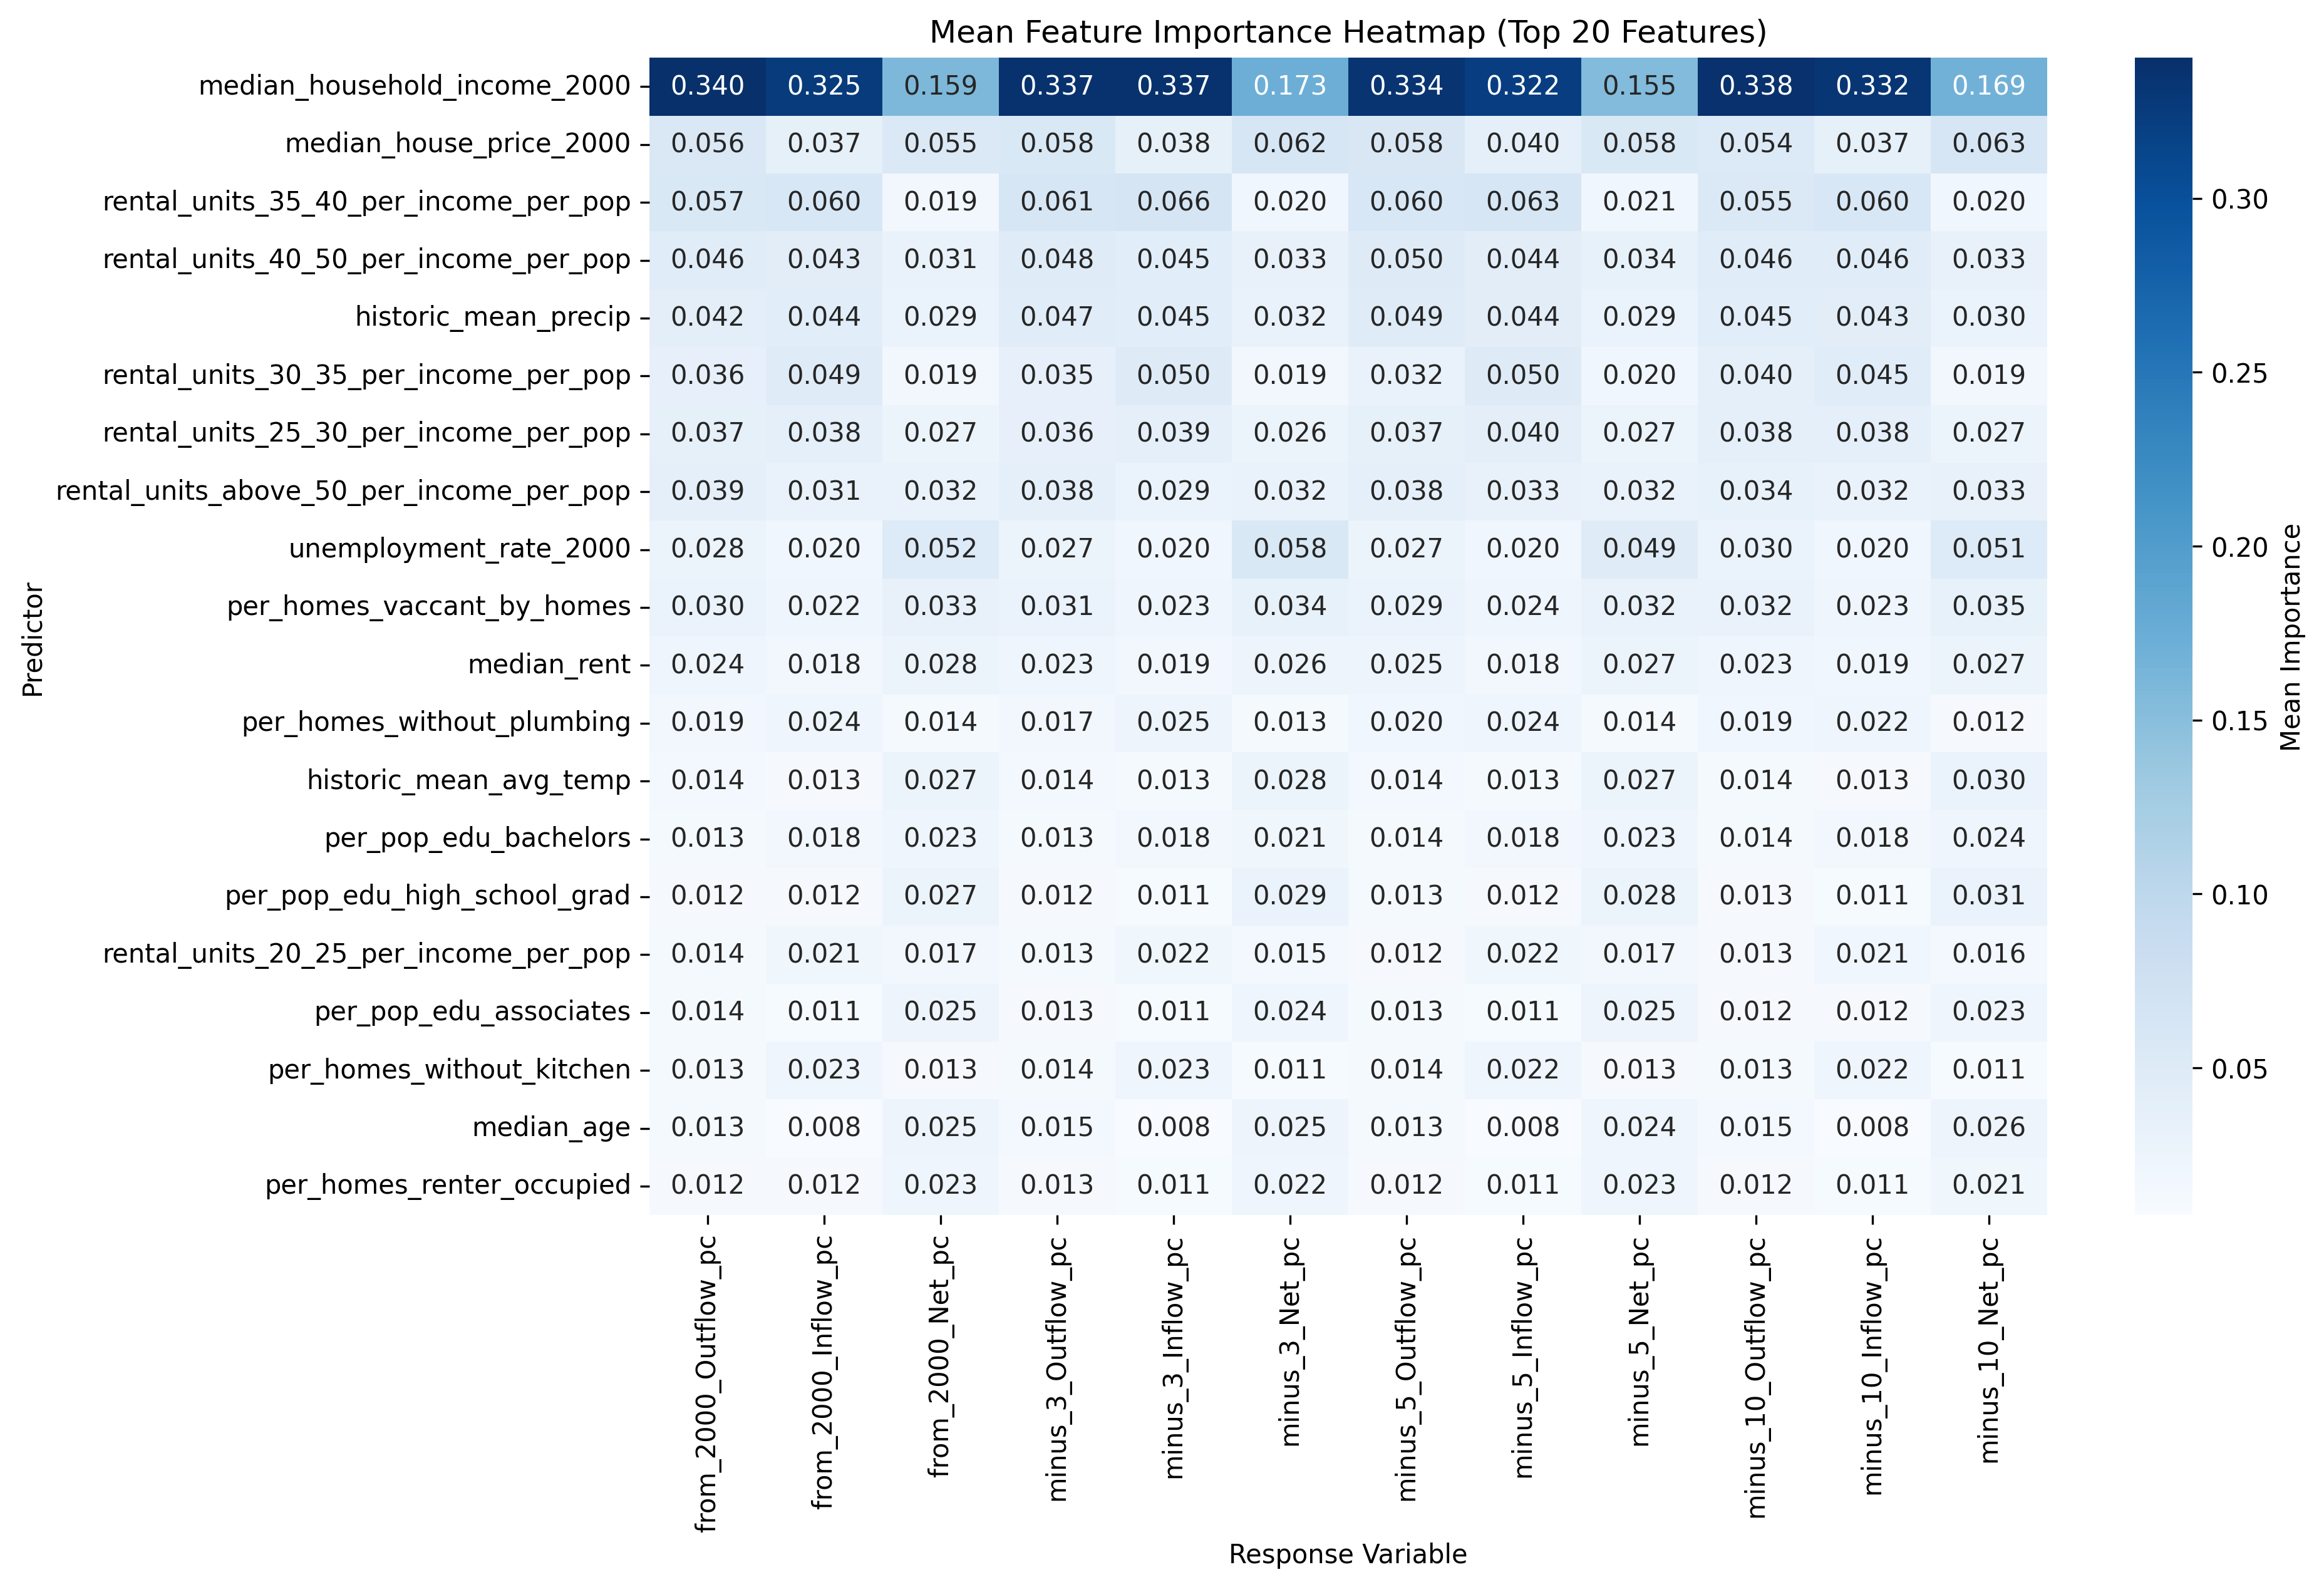 Mean Feature Importance Heatmap (Top 20 Features)
median_household_income_2000 0.340 0.325 0.159 0.337 0.337 0.173 0.334 0.322 0.155 0.338 0.332 0.169
median_house_price_2000 0.056 0.037 0.055 0.058 0.038 0.062 0.058 0.040 0.058 0.054 0.037 0.063
rental_units_35_40_per_income_per_pop 0.057 0.060 0.019 0.061 0.066 0.020 0.060 0.063 0.021 0.055 0.060 0.020
rental_units_40_50_per_income_per_pop 0.046 0.043 0.031 0.048 0.045 0.033 0.050 0.044 0.034 0.046 0.046 0.033
historic_mean_precip 0.042 0.044 0.029 0.047 0.045 0.032 0.049 0.044 0.029 0.045 0.043 0.030
rental_units_30_35_per_income_per_pop 0.036 0.049 0.019 0.035 0.050 0.019 0.032 0.050 0.020 0.040 0.045 0.019
rental_units_25_30_per_income_per_pop 0.037 0.038 0.027 0.036 0.039 0.026 0.037 0.040 0.027 0.038 0.038 0.027
rental_units_above_50_per_income_per_pop 0.039 0.031 0.032 0.038 0.029 0.032 0.038 0.033 0.032 0.034 0.032 0.033
unemployment_rate_2000 0.028 0.020 0.052 0.027 0.020 0.058 0.027 0.020 0.049 0.030 0.020 0.051
per_homes_vaccant_by_homes 0.030 0.022 0.033 0.031 0.023 0.034 0.029 0.024 0.032 0.032 0.023 0.035
median_rent 0.024 0.018 0.028 0.023 0.019 0.026 0.025 0.018 0.027 0.023 0.019 0.027
per_homes_without_plumbing 0.019 0.024 0.014 0.017 0.025 0.013 0.020 0.024 0.014 0.019 0.022 0.012
historic_mean_avg_temp 0.014 0.013 0.027 0.014 0.013 0.028 0.014 0.013 0.027 0.014 0.013 0.030
per_pop_edu_bachelors 0.013 0.018 0.023 0.013 0.018 0.021 0.014 0.018 0.023 0.014 0.018 0.024
per_pop_edu_high_school_grad 0.012 0.012 0.027 0.012 0.011 0.029 0.013 0.012 0.028 0.013 0.011 0.031
rental_units_20_25_per_income_per_pop 0.014 0.021 0.017 0.013 0.022 0.015 0.012 0.022 0.017 0.013 0.021 0.016
per_pop_edu_associates 0.014 0.011 0.025 0.013 0.011 0.024 0.013 0.011 0.025 0.012 0.012 0.023
per_homes_without_kitchen 0.013 0.023 0.013 0.014 0.023 0.011 0.014 0.022 0.013 0.013 0.022 0.011
median_age 0.013 0.008 0.025 0.015 0.008 0.025 0.013 0.008 0.024 0.015 0.008 0.026
per_homes_renter_occupied 0.012 0.012 0.023 0.013 0.011 0.022 0.012 0.011 0.023 0.012 0.011 0.021
Predictor
from_2000_Outflow_pc
from_2000_Inflow_pc
from_2000_Net_pc
minus_3_Outflow_pc
minus_3_Inflow_pc
minus_3_Net_pc
minus_5_Outflow_pc
minus_5_Inflow_pc
minus_5_Net_pc
minus_10_Outflow_pc
minus_10_Inflow_pc
minus_10_Net_pc
Response Variable
0.30
0.25
0.20
0.15
0.10
0.05
Mean Importance